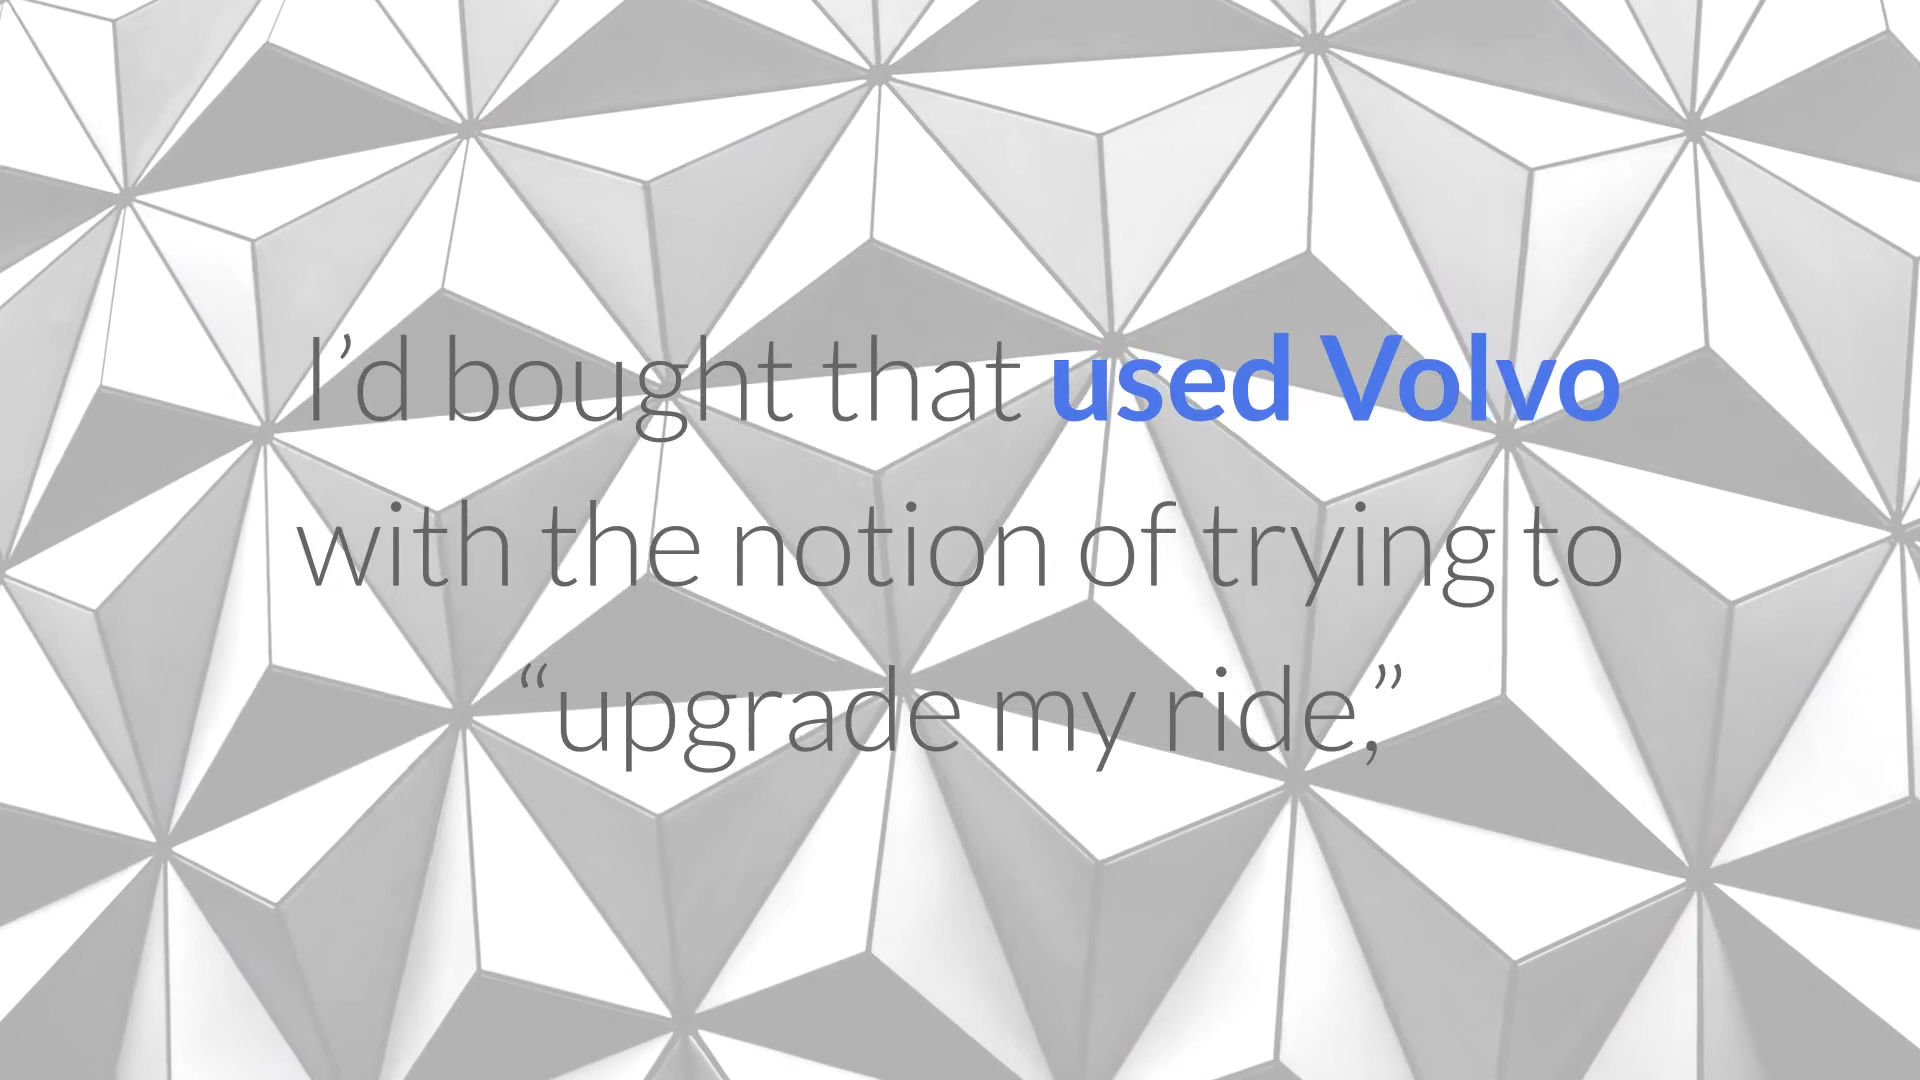 I’d bought that used Volvo
with the notion of trying to
“upgrade my ride,”